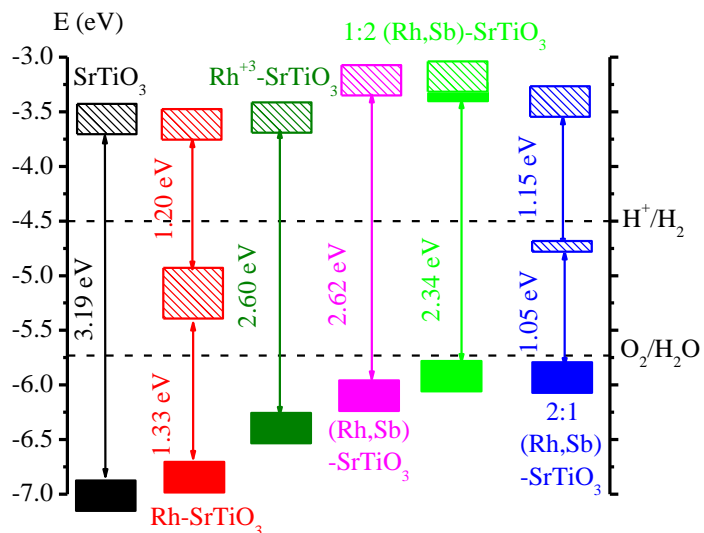 E (eV)
1:2 (Rh,Sb)-SrTiO₃
-3.0
SrTiO₃
Rh⁺³-SrTiO₃
-3.5
-4.0
1.20 eV
1.15 eV
-4.5
H⁺/H₂
3.19 eV
2.60 eV
2.62 eV
2.34 eV
-5.0
1.05 eV
-5.5
O₂/H₂O
1.33 eV
-6.0
-6.5
(Rh,Sb)
-SrTiO₃
2:1
(Rh,Sb)
-SrTiO₃
-7.0
Rh-SrTiO₃